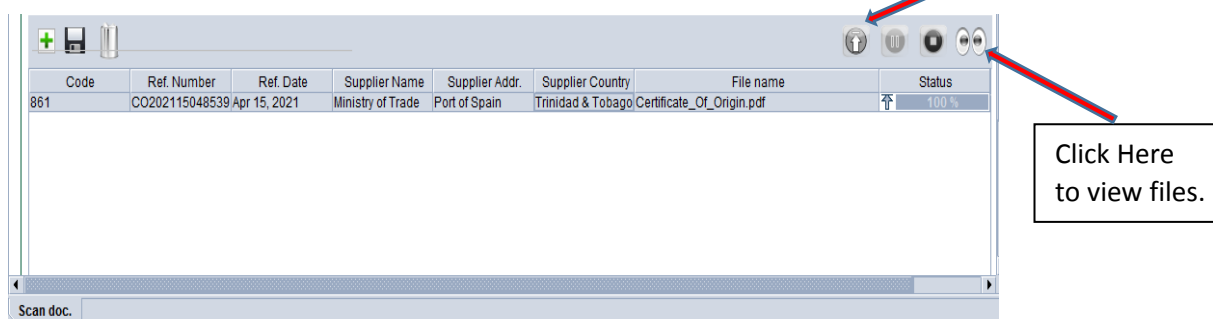 Code Ref. Number Ref. Date Supplier Name Supplier Addr. Supplier Country File name Status
861 CO202115048539 Apr 15, 2021 Ministry of Trade Port of Spain Trinidad & Tobago Certificate_Of_Origin.pdf 100 %
Click Here
to view files.
Scan doc.